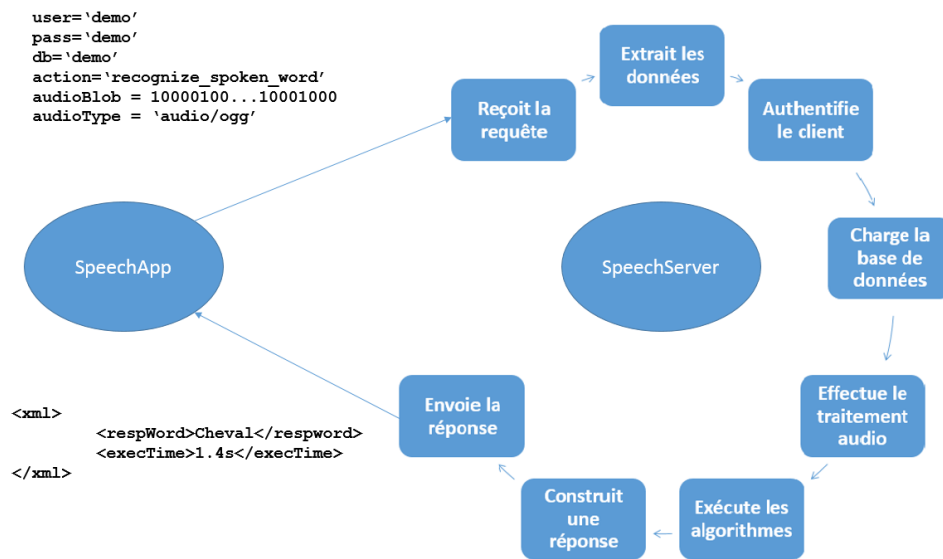 user=‘demo’
pass=‘demo’
db=‘demo’
action=‘recognize_spoken_word’
audioBlob = 10000100...10001000
audioType = ‘audio/ogg’
Reçoit la
requête
Extrait les
données
Authentifie
le client
Charge la
base de
données
Effectue le
traitement
audio
Exécute les
algorithmes
Construit
une
réponse
Envoie la
réponse
SpeechApp
SpeechServer
<xml>
<respWord>Cheval</respword>
<execTime>1.4s</execTime>
</xml>